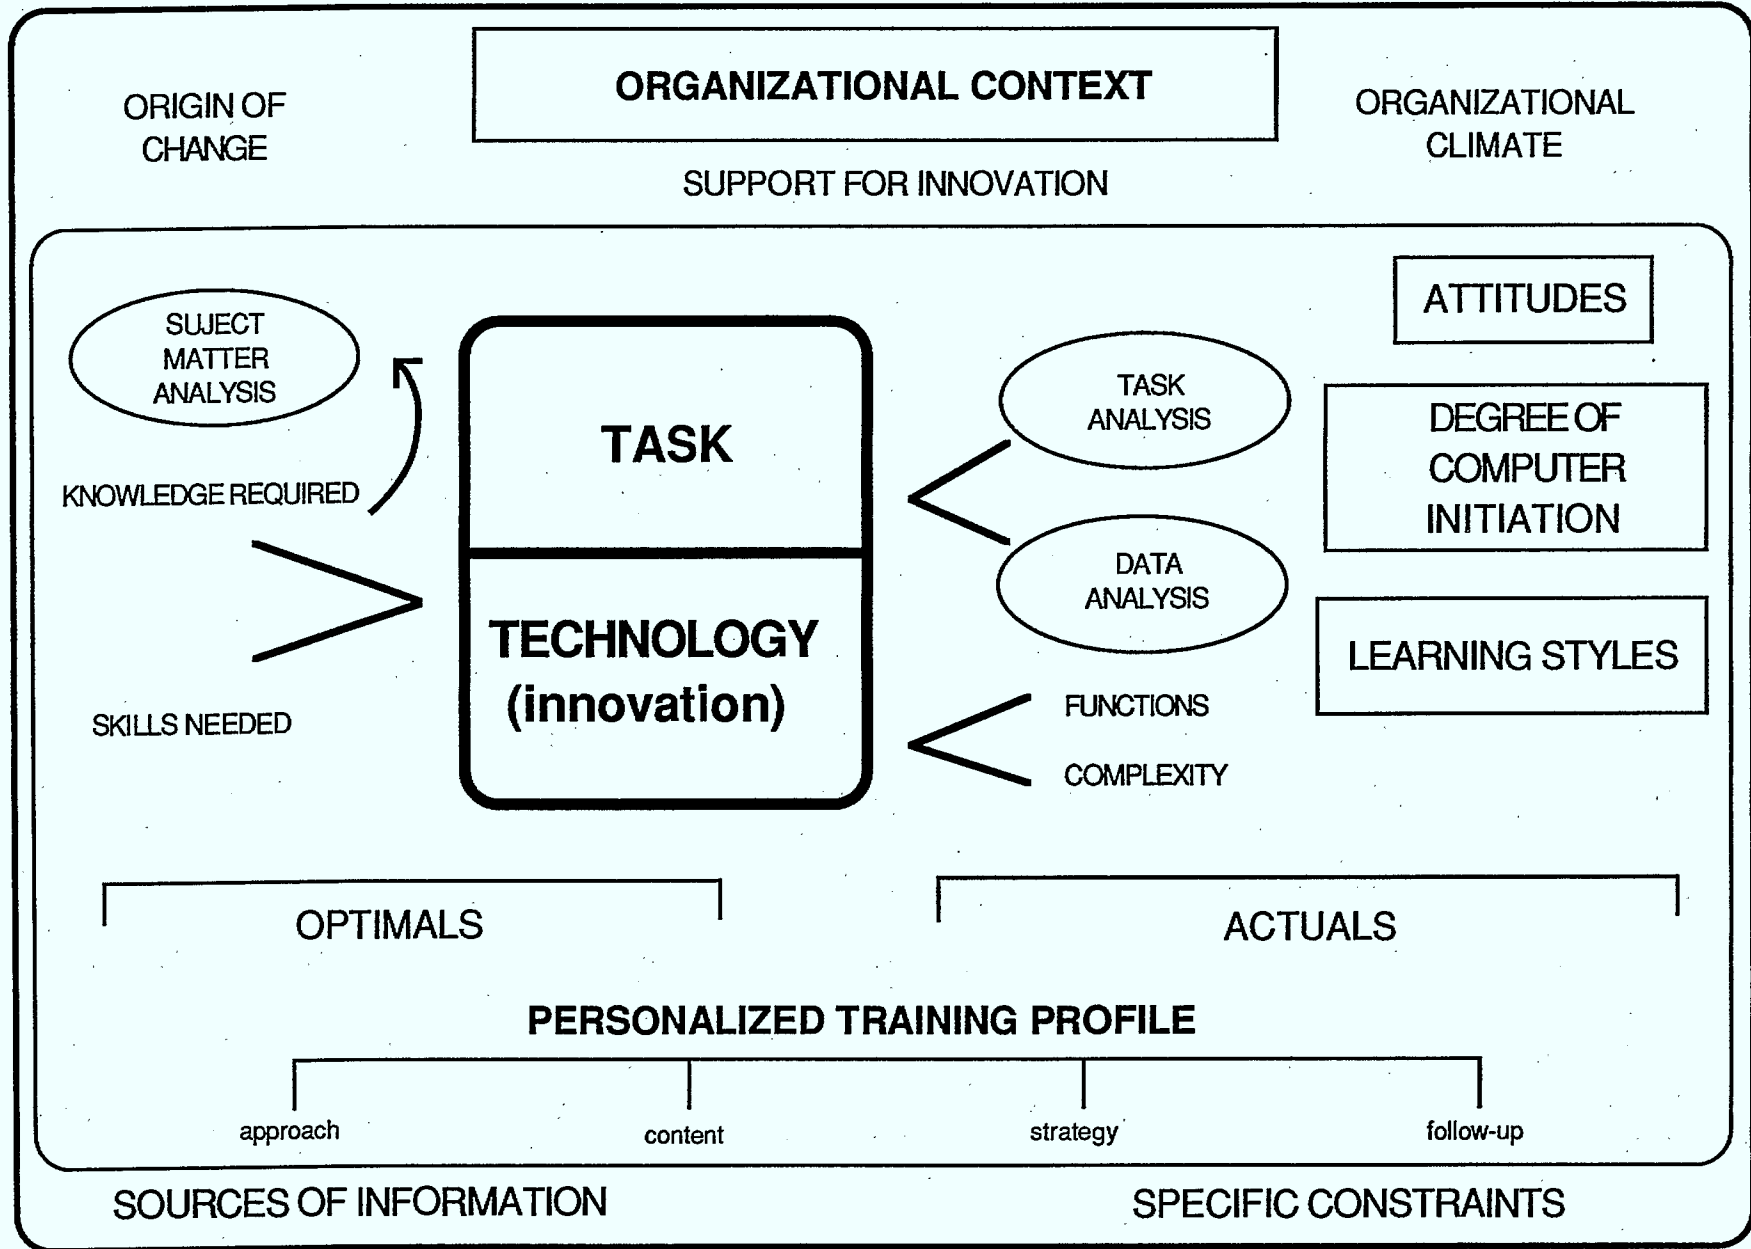 ORGANIZATIONAL CONTEXT
ORIGIN OF
CHANGE
ORGANIZATIONAL
CLIMATE
SUPPORT FOR INNOVATION
SUJECT
MATTER
ANALYSIS
KNOWLEDGE REQUIRED
SKILLS NEEDED
TASK
TECHNOLOGY
(innovation)
TASK
ANALYSIS
DATA
ANALYSIS
FUNCTIONS
COMPLEXITY
ATTITUDES
DEGREE OF
COMPUTER
INITIATION
LEARNING STYLES
OPTIMALS
ACTUALS
PERSONALIZED TRAINING PROFILE
approach
content
strategy
follow-up
SOURCES OF INFORMATION
SPECIFIC CONSTRAINTS